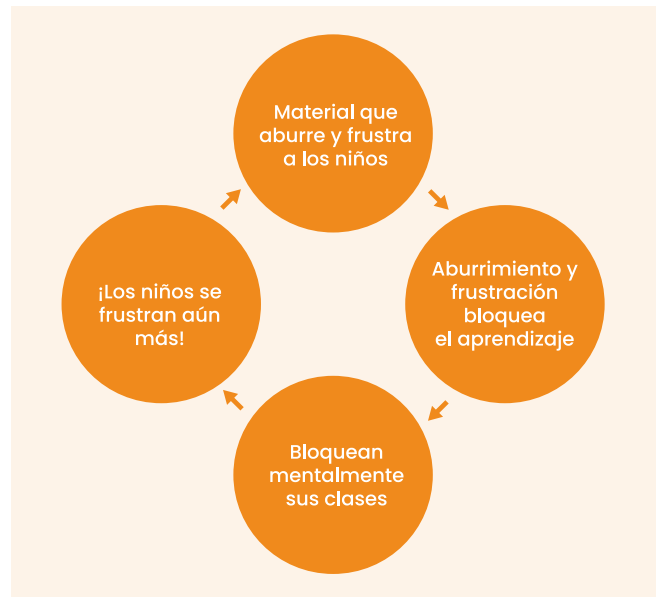 Material que
aburre y frustra
a los niños
Aburrimiento y
frustración
bloquea
el aprendizaje
Bloquean
mentalmente
sus clases
¡Los niños se
frustran aún
más!